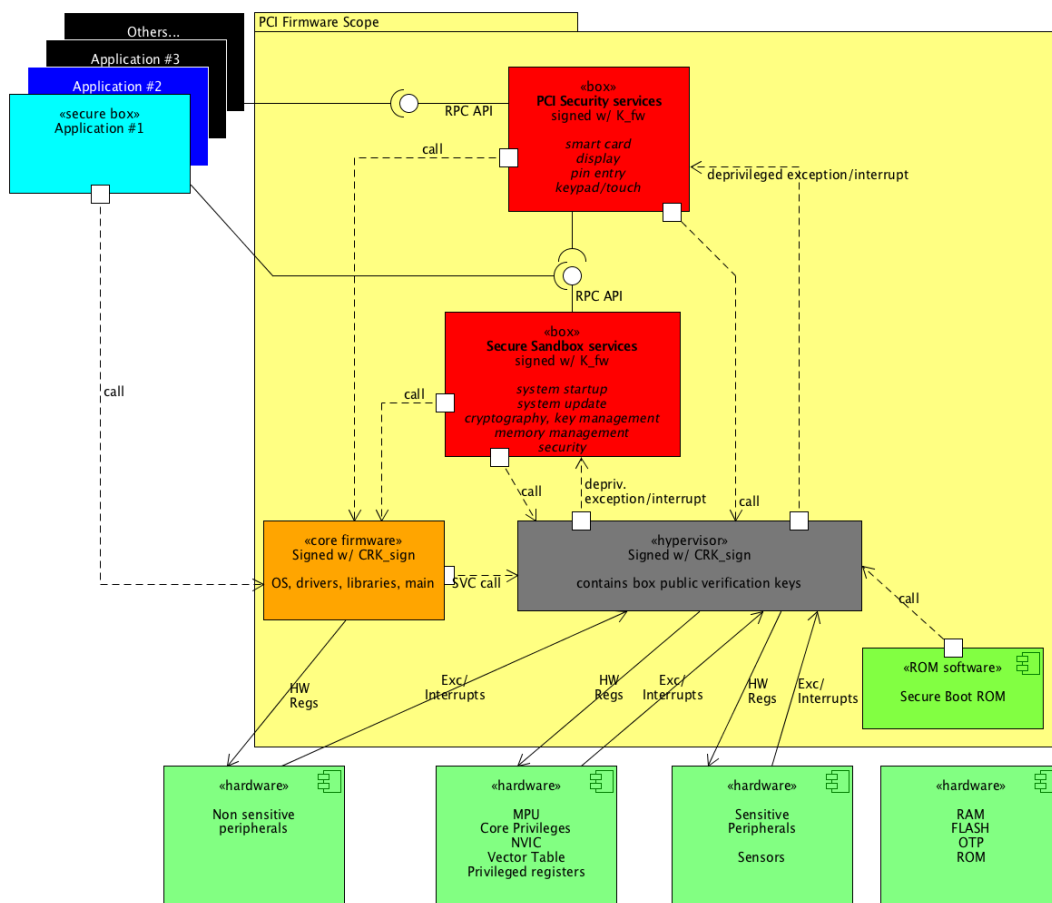 PCI Firmware Scope
Others...
Application #3
Application #2
«secure box»
Application #1
RPC API
«box»
PCI Security services
signed w/ K_fw
smart card
display
pin entry
keypad/touch
call
deprivileged exception/interrupt
RPC API
«box»
Secure Sandbox services
signed w/ K_fw
system startup
system update
cryptography, key management
memory management
security
call
call
call
depriv.
exception/interrupt
call
«core firmware»
Signed w/ CRK_sign
OS, drivers, libraries, main
SVC call
«hypervisor»
Signed w/ CRK_sign
contains box public verification keys
call
«ROM software»
Secure Boot ROM
HW
Regs
Exc/
Interrupts
HW
Regs
Exc/
Interrupts
HW
Regs
Exc/
Interrupts
«hardware»
Non sensitive
peripherals
«hardware»
MPU
Core Privileges
NVIC
Vector Table
Privileged registers
«hardware»
Sensitive
Peripherals
Sensors
«hardware»
RAM
FLASH
OTP
ROM